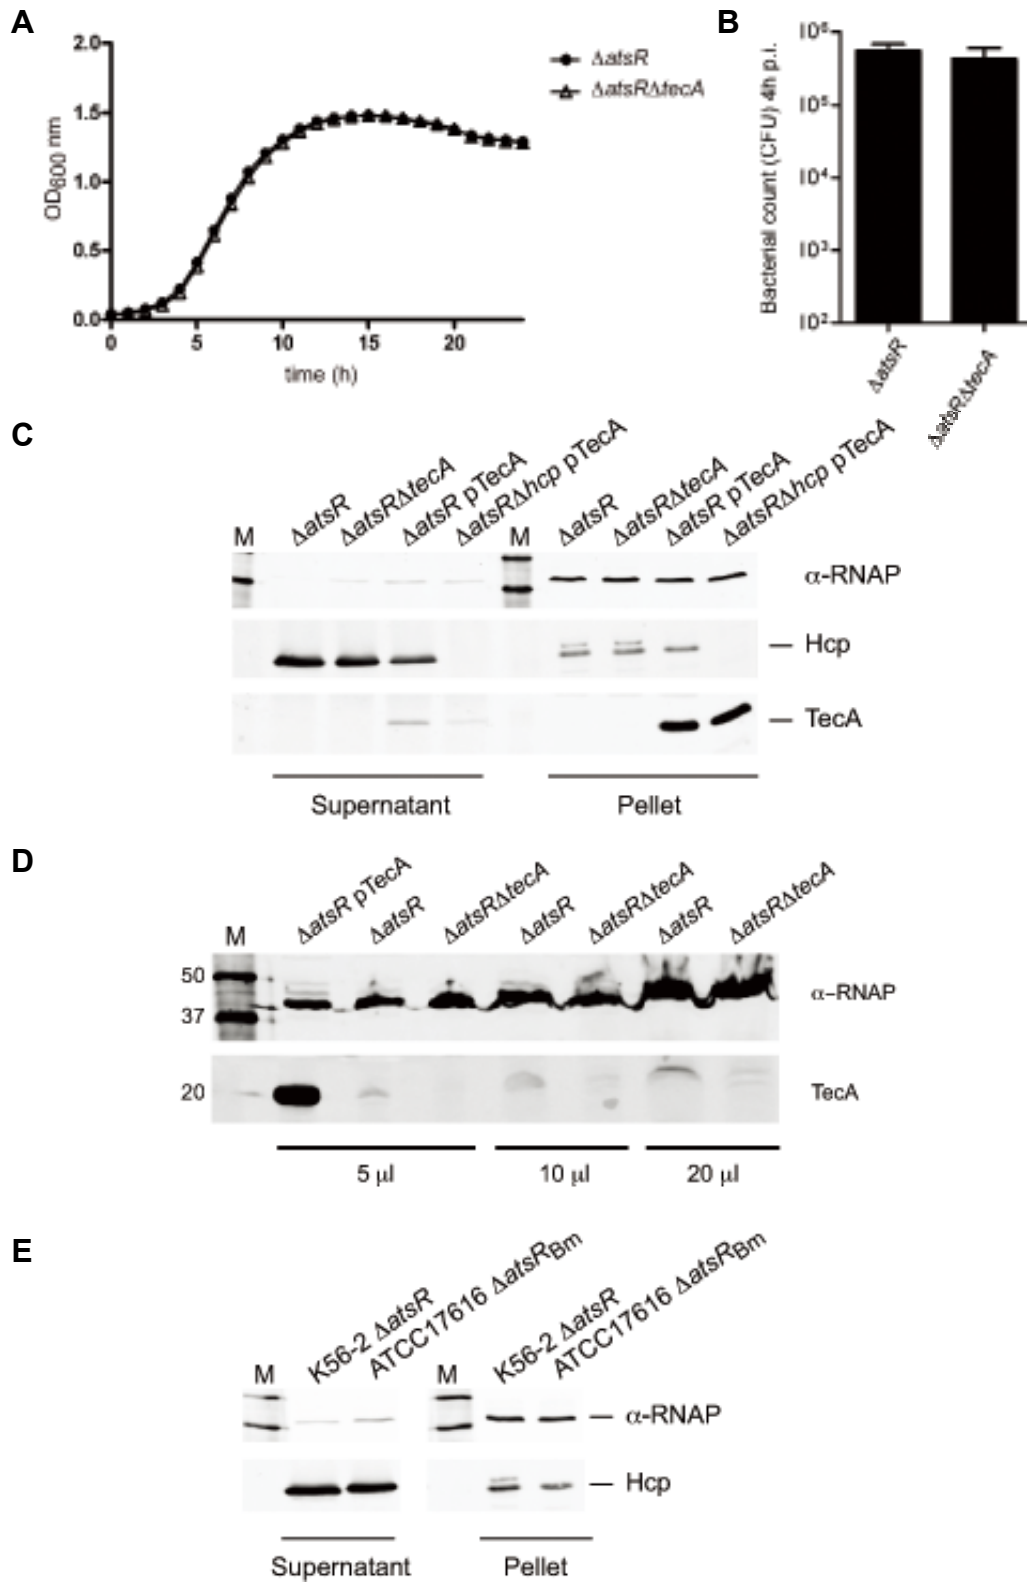 A
2.0
1.5
1.0
0.5
0.0
OD600 nm
0 5 10 15 20
time (h)
ΔatsR
ΔatsRΔtecA
B
10⁶
10⁵
10⁴
10³
10²
Bacterial count (CFU) 4h p.i.
ΔatsR
ΔatsRΔtecA
C
M ΔatsR ΔatsRΔtecA ΔatsR pTecA ΔatsRΔhcp pTecA M ΔatsR ΔatsRΔtecA ΔatsR pTecA ΔatsRΔhcp pTecA
α-RNAP
Hcp
TecA
Supernatant Pellet
D
M ΔatsR pTecA ΔatsR ΔatsRΔtecA ΔatsR ΔatsRΔtecA ΔatsR ΔatsRΔtecA
50
α–RNAP
37
20 TecA
5 μl 10 μl 20 μl
E
M K56-2 ΔatsR ATCC17616 ΔatsRBm M K56-2 ΔatsR ATCC17616 ΔatsRBm
α-RNAP
Hcp
Supernatant Pellet